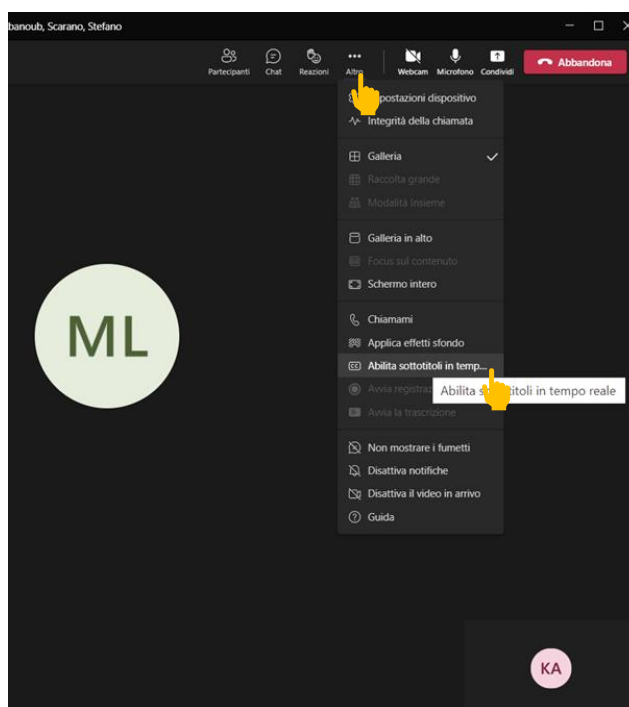 banoub, Scarano, Stefano
Partecipanti Chat Reazioni Altro Webcam Microfono Condividi Abbandona
postazioni dispositivo
Integrità della chiamata
Galleria
Raccolta grande
Modalità Insieme
Galleria in alto
Focus sul contenuto
Schermo intero
Chiamami
Applica effetti sfondo
Abilita sottotitoli in temp...
Avvia registraz
Abilita sottotitoli in tempo reale
Avvia la trascrizione
Non mostrare i fumetti
Disattiva notifiche
Disattiva il video in arrivo
Guida
ML
KA